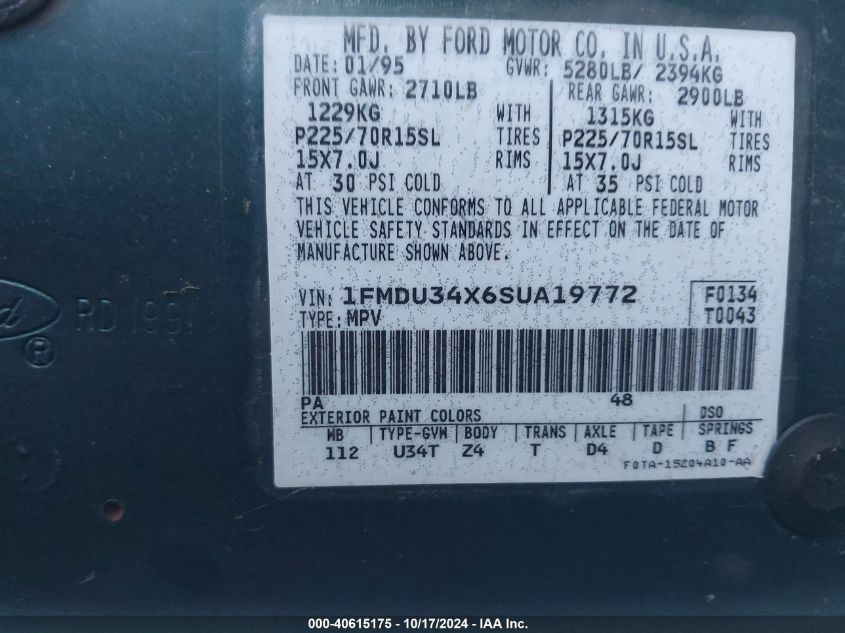 MFD. BY FORD MOTOR CO. IN U.S.A.
DATE: 01/95 GVWR: 5280LB/ 2394KG
FRONT GAWR: 2710LB REAR GAWR: 2900LB
1229KG WITH 1315KG WITH
P225/70R15SL TIRES P225/70R15SL TIRES
15X7.0J RIMS 15X7.0J RIMS
AT 30 PSI COLD AT 35 PSI COLD
THIS VEHICLE CONFORMS TO ALL APPLICABLE FEDERAL MOTOR
VEHICLE SAFETY STANDARDS IN EFFECT ON THE DATE OF
MANUFACTURE SHOWN ABOVE.
VIN: 1FMDU34X6SUA19772 F0134
TYPE: MPV T0043
RD 199
®
PA 48
EXTERIOR PAINT COLORS DSO
WB TYPE-GVW BODY TRANS AXLE TAPE SPRINGS
112 U34T Z4 T D4 D B F
F0TA-15204A10-AA
000-40615175 - 10/17/2024 - IAA Inc.